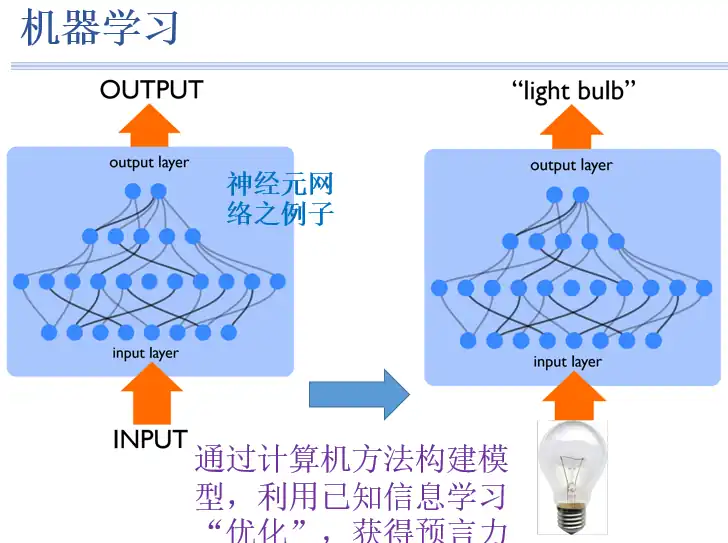 机器学习
OUTPUT
output layer
神经元网
络之例子
input layer
INPUT
“light bulb”
output layer
input layer
通过计算机方法构建模
型，利用已知信息学习
“优化”，获得预言力